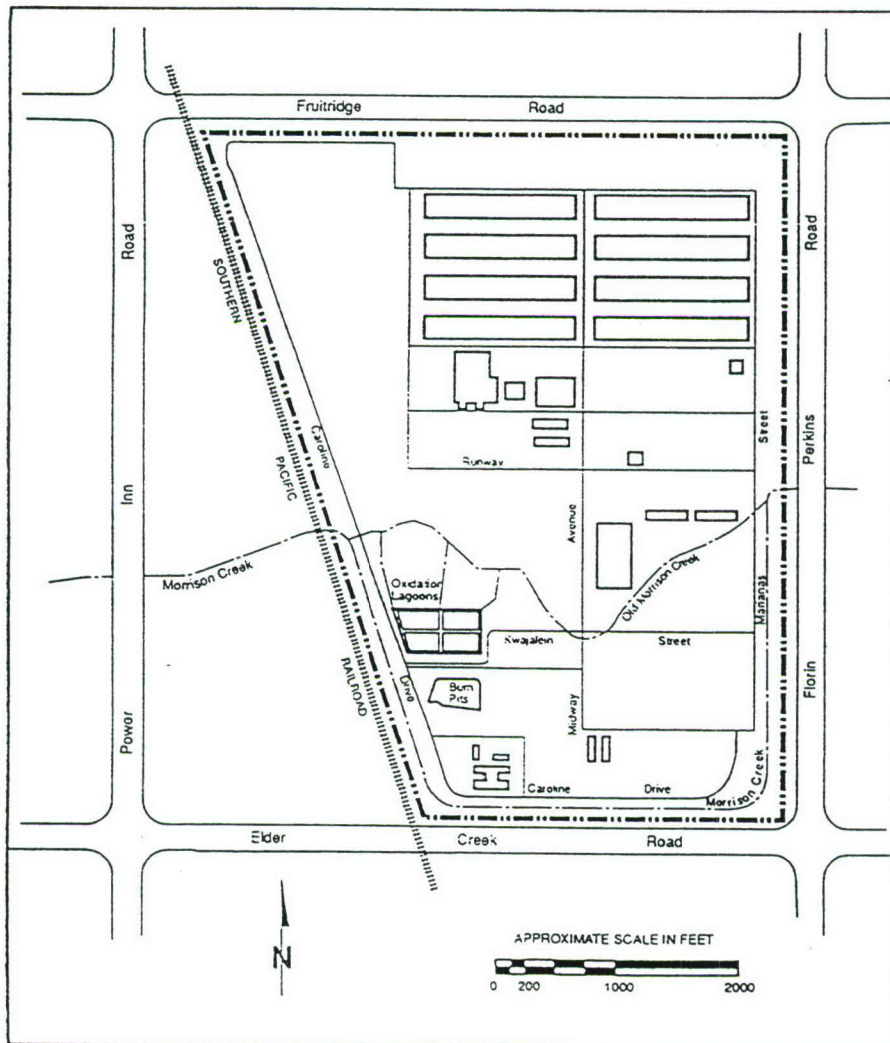 Fruitridge Road
Road
Road
SOUTHERN
Caroline
Street
Perkins
Runway
PACIFIC
Inn
Avenue
Morrison Creek
Oxidation
Lagoons
Old Morrison Creek
Mananas
Kwajalein Street
RAILROAD
Drive
Burn
Pits
Midway
Florin
Power
Caroline Drive
Morrison Creek
Elder Creek Road
N
APPROXIMATE SCALE IN FEET
0 200 1000 2000